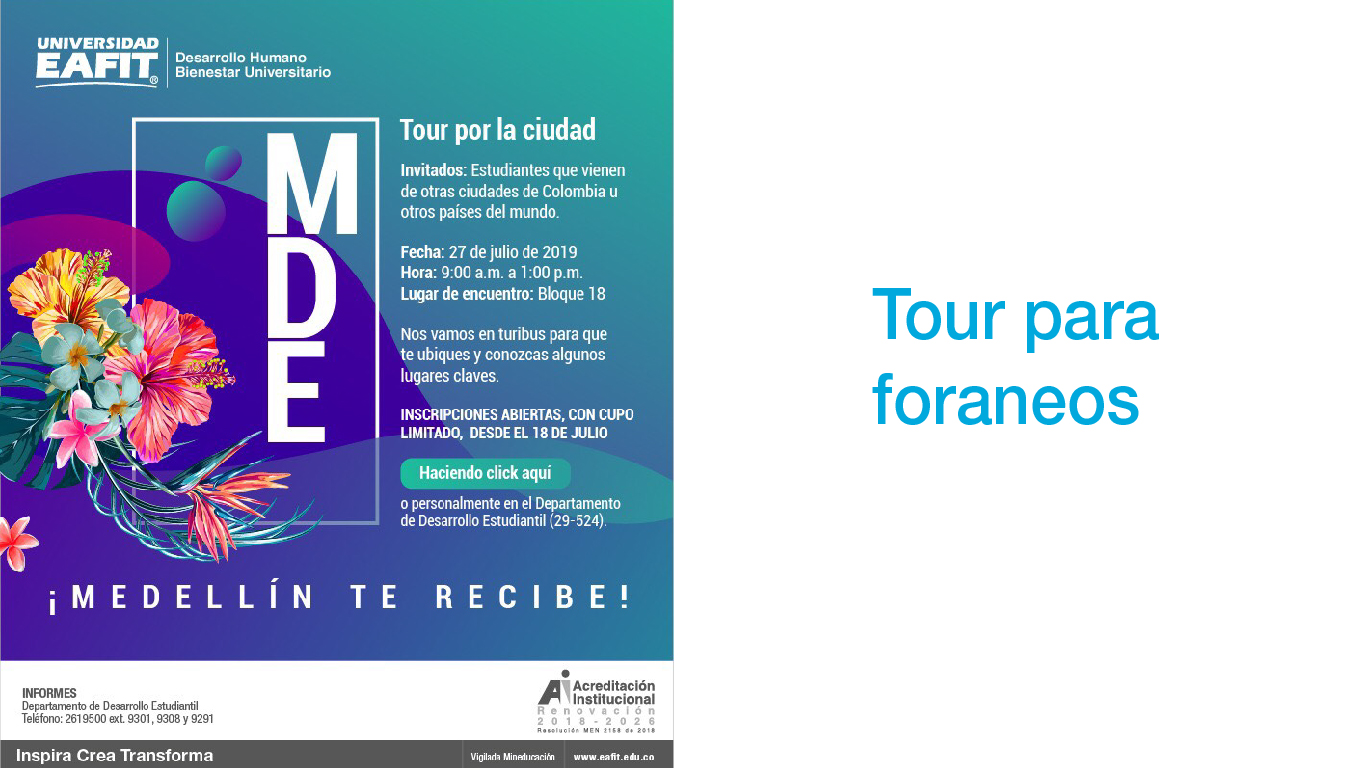 UNIVERSIDAD
EAFIT®
Desarrollo Humano
Bienestar Universitario
M
D
E
Tour por la ciudad
Invitados: Estudiantes que vienen
de otras ciudades de Colombia u
otros países del mundo.
Fecha: 27 de julio de 2019
Hora: 9:00 a.m. a 1:00 p.m.
Lugar de encuentro: Bloque 18
Nos vamos en turibus para que
te ubiques y conozcas algunos
lugares claves.
INSCRIPCIONES ABIERTAS, CON CUPO
LIMITADO, DESDE EL 18 DE JULIO
Haciendo click aquí
o personalmente en el Departamento
de Desarrollo Estudiantil (29-524).
¡MEDELLÍN TE RECIBE!
INFORMES
Departamento de Desarrollo Estudiantil
Teléfono: 2619500 ext. 9301, 9308 y 9291
Acreditación
Institucional
Renovación
2018-2026
Resolución MEN 2158 de 2018
Inspira Crea Transforma
Vigilada Mineducación
www.eafit.edu.co
Tour para
foraneos